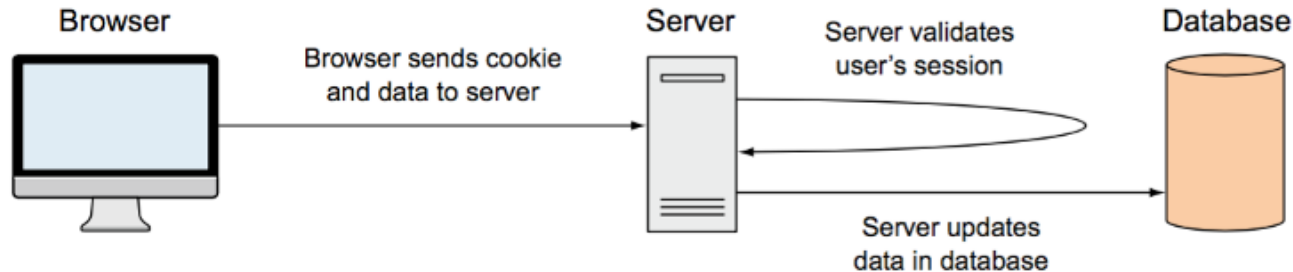 Browser
Server
Database
Browser sends cookie
and data to server
Server validates
user's session
Server updates
data in database